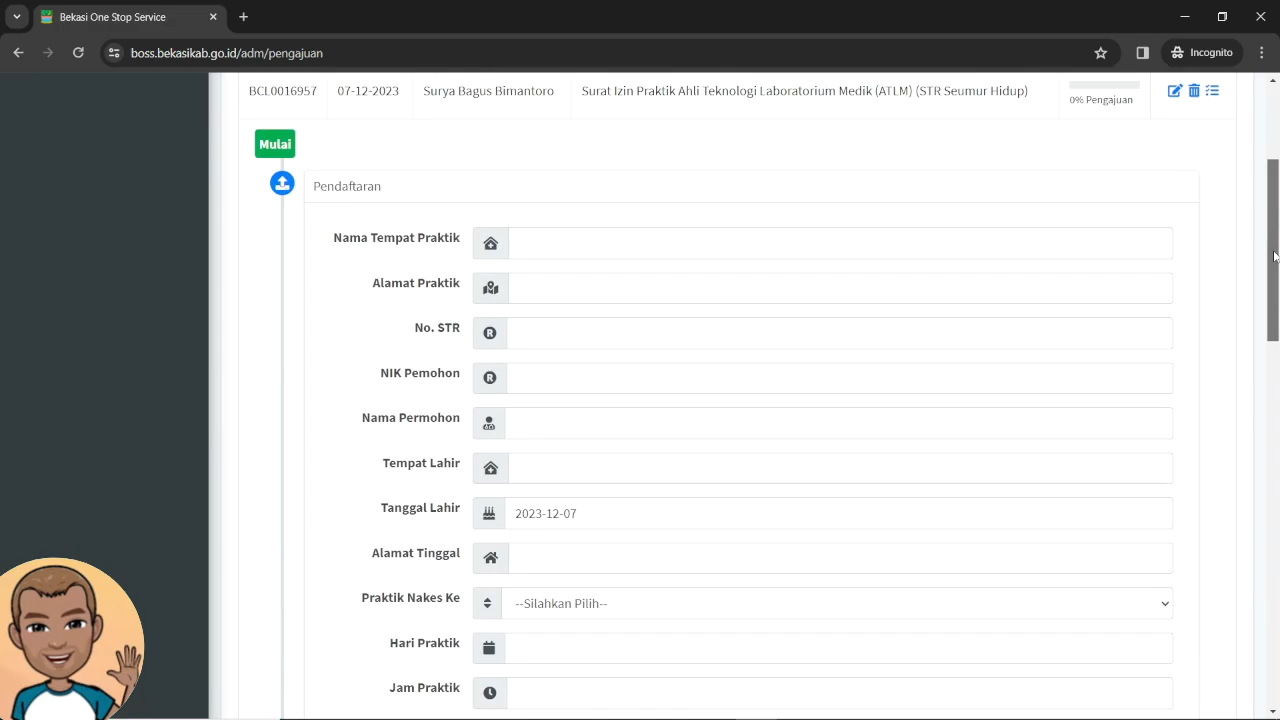 Bekasi One Stop Service
boss.bekasikab.go.id/adm/pengajuan
Incognito
BCL0016957 07-12-2023 Surya Bagus Birnantoro Surat Izin Praktik Ahli Teknologi Laboratorium Medik (ATLM) (STR Seumur Hidup) 0% Pengajuan
Mulai
Pendaftaran
Nama Tempat Praktik
Alamat Praktik
No. STR
NIK Pemohon
Nama Permohon
Tempat Lahir
Tanggal Lahir 2023-12-07
Alamat Tinggal
Praktik Nakes Ke --Silahkan Pilih--
Hari Praktik
Jam Praktik